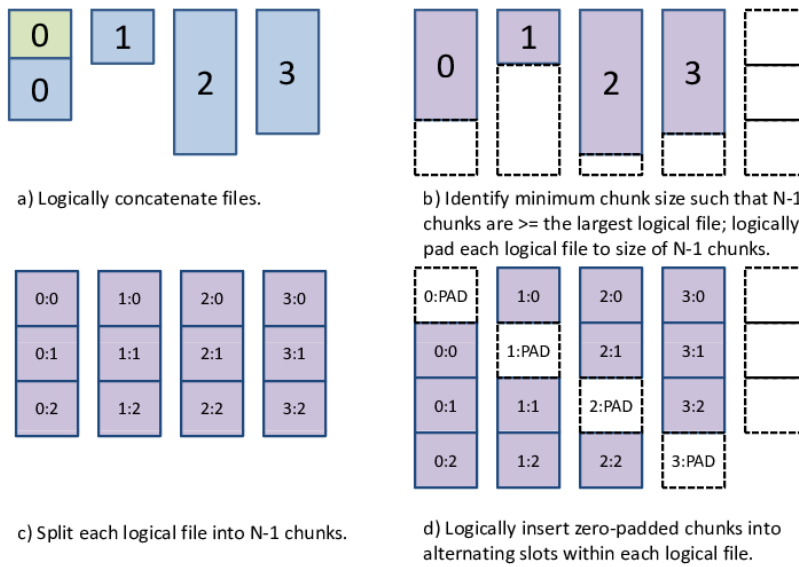 0
1
2
3
0
a) Logically concatenate files.
0
1
2
3
b) Identify minimum chunk size such that N-1
chunks are >= the largest logical file; logically
pad each logical file to size of N-1 chunks.
0:0 1:0 2:0 3:0
0:1 1:1 2:1 3:1
0:2 1:2 2:2 3:2
c) Split each logical file into N-1 chunks.
0:PAD 1:0 2:0 3:0
0:0 1:PAD 2:1 3:1
0:1 1:1 2:PAD 3:2
0:2 1:2 2:2 3:PAD
d) Logically insert zero-padded chunks into
alternating slots within each logical file.